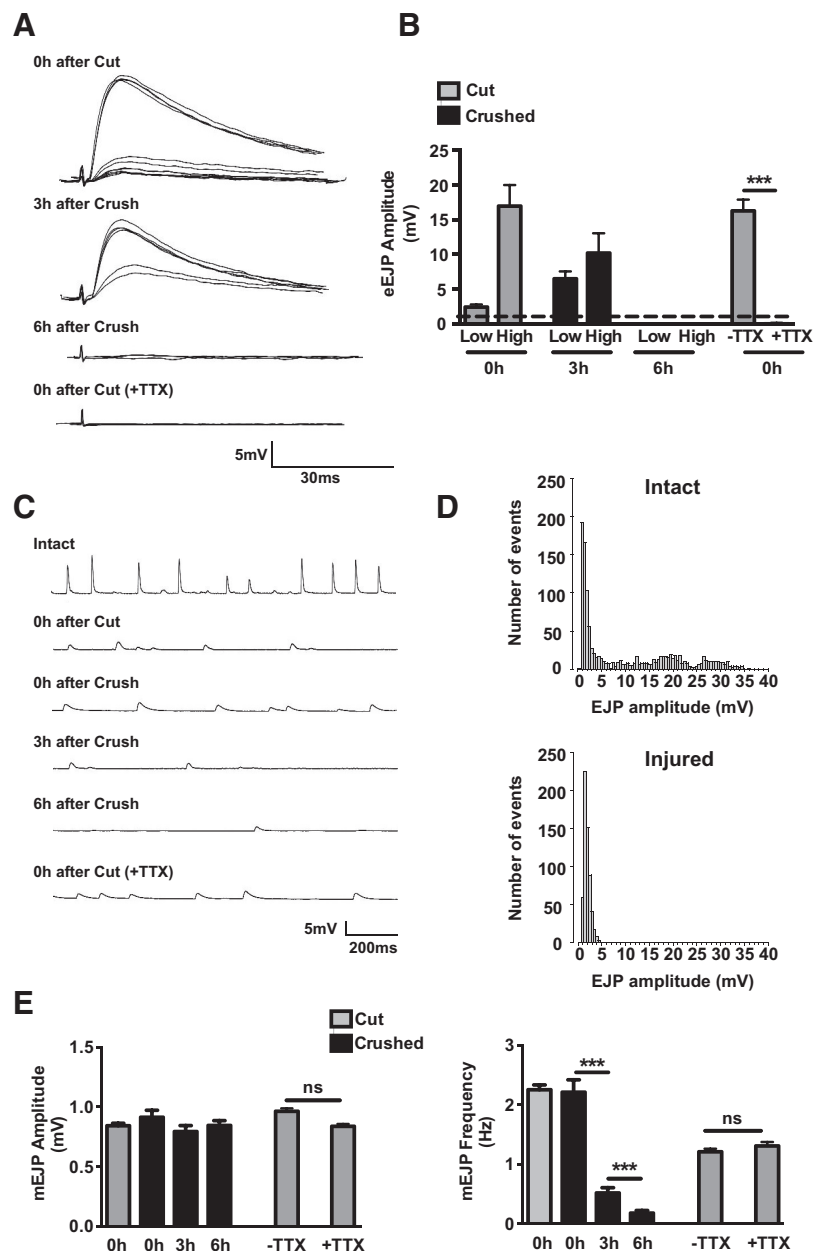 A
0h after Cut
3h after Crush
6h after Crush
0h after Cut (+TTX)
5mV
30ms
B
Cut
Crushed
25
20
15
10
5
0
eEJP Amplitude
(mV)
***
Low High Low High Low High -TTX +TTX
0h 3h 6h 0h
C
Intact
0h after Cut
0h after Crush
3h after Crush
6h after Crush
0h after Cut (+TTX)
5mV
200ms
D
Intact
250
200
150
100
50
0
Number of events
0 5 10 15 20 25 30 35 40
EJP amplitude (mV)
Injured
250
200
150
100
50
0
Number of events
0 5 10 15 20 25 30 35 40
EJP amplitude (mV)
E
Cut
Crushed
1.5
1.0
0.5
0.0
mEJP Amplitude
(mV)
ns
0h 0h 3h 6h -TTX +TTX
3
2
1
0
mEJP Frequency
(Hz)
***
***
ns
0h 0h 3h 6h -TTX +TTX